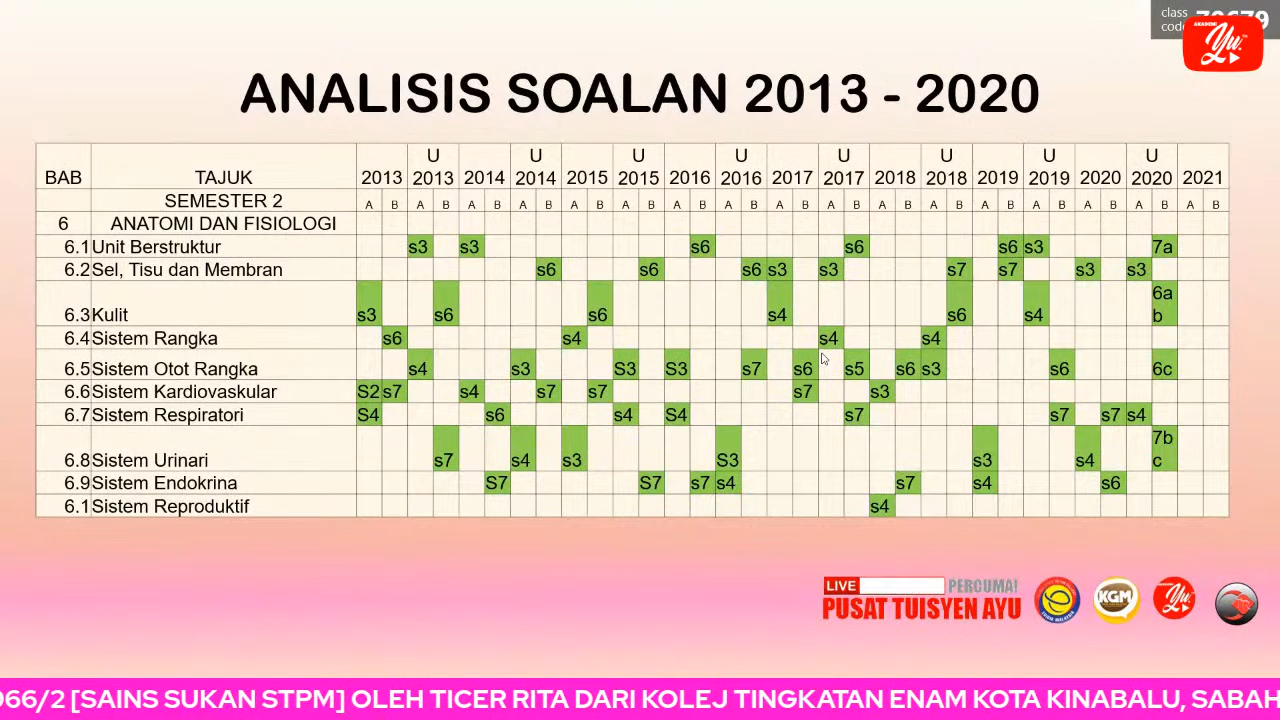 class
code
AKADEMI
Yu.
ANALISIS SOALAN 2013 - 2020
BAB TAJUK 2013 U 2013 2014 U 2014 2015 U 2015 2016 U 2016 2017 U 2017 2018 U 2018 2019 U 2019 2020 U 2020 2021
SEMESTER 2 A B A B A B A B A B A B A B A B A B A B A B A B A B A B A B A B A B
6 ANATOMI DAN FISIOLOGI
6.1 Unit Berstruktur s3 s3 s6 s6 s6 s3 7a
6.2 Sel, Tisu dan Membran s6 s6 s6 s3 s3 s7 s7 s3 s3
6.3 Kulit s3 s6 s6 s4 s6 s4 6a b
6.4 Sistem Rangka s6 s4 s4 s4
6.5 Sistem Otot Rangka s4 s3 S3 S3 s7 s6 s5 s6 s3 s6 6c
6.6 Sistem Kardiovaskular S2 s7 s4 s7 s7 s7 s3
6.7 Sistem Respiratori S4 s6 s4 S4 s7 s7 s7 s4
6.8 Sistem Urinari s7 s4 s3 S3 s3 s4 7b c
6.9 Sistem Endokrina S7 S7 s7 s4 s7 s4 s6
6.1 Sistem Reproduktif s4
LIVE PERCUMA!
PUSAT TUISYEN AYU
KGM
Yu
066/2 [SAINS SUKAN STPM] OLEH TICER RITA DARI KOLEJ TINGKATAN ENAM KOTA KINABALU, SABAH